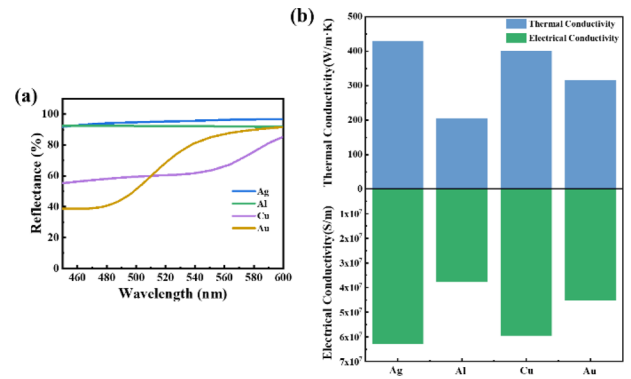 (a)
Reflectance (%)
100
80
60
40
20
0
460
480
500
520
540
560
580
600
Wavelength (nm)
Ag
Al
Cu
Au
(b)
Thermal Conductivity(W/m·K)
500
400
300
200
100
0
Thermal Conductivity
Electrical Conductivity
Electrical Conductivity(S/m)
1x10⁷
2x10⁷
3x10⁷
4x10⁷
5x10⁷
6x10⁷
7x10⁷
Ag
Al
Cu
Au